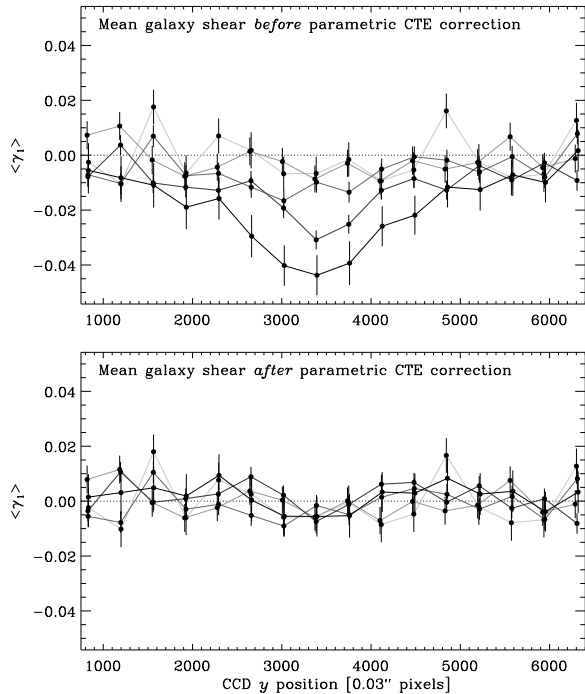 Mean galaxy shear before parametric CTE correction
0.04
0.02
0.00
−0.02
−0.04
<γ₁>
1000 2000 3000 4000 5000 6000
Mean galaxy shear after parametric CTE correction
0.04
0.02
0.00
−0.02
−0.04
<γ₁>
1000 2000 3000 4000 5000 6000
CCD y position [0.03" pixels]